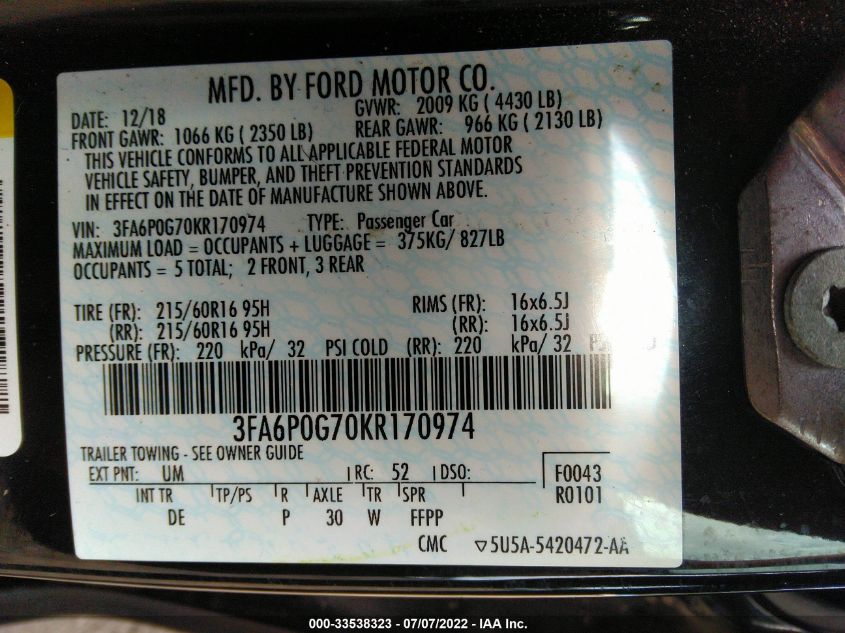 MFD. BY FORD MOTOR CO.
DATE: 12/18 GVWR: 2009 KG ( 4430 LB)
FRONT GAWR: 1066 KG ( 2350 LB) REAR GAWR: 966 KG ( 2130 LB)
THIS VEHICLE CONFORMS TO ALL APPLICABLE FEDERAL MOTOR
VEHICLE SAFETY, BUMPER, AND THEFT PREVENTION STANDARDS
IN EFFECT ON THE DATE OF MANUFACTURE SHOWN ABOVE.
VIN: 3FA6P0G70KR170974 TYPE: Passenger Car
MAXIMUM LOAD = OCCUPANTS + LUGGAGE = 375KG/ 827LB
OCCUPANTS = 5 TOTAL; 2 FRONT, 3 REAR
TIRE (FR): 215/60R16 95H RIMS (FR): 16x6.5J
(RR): 215/60R16 95H (RR): 16x6.5J
PRESSURE (FR): 220 kPa/ 32 PSI COLD (RR): 220 kPa/ 32
3FA6P0G70KR170974
TRAILER TOWING - SEE OWNER GUIDE
EXT PNT: UM RC: 52 DSO: F0043
INT TR TP/PS R AXLE TR SPR R0101
DE P 30 W FFPP
CMC ▽5U5A-5420472-AA
000-33538323 - 07/07/2022 - IAA Inc.